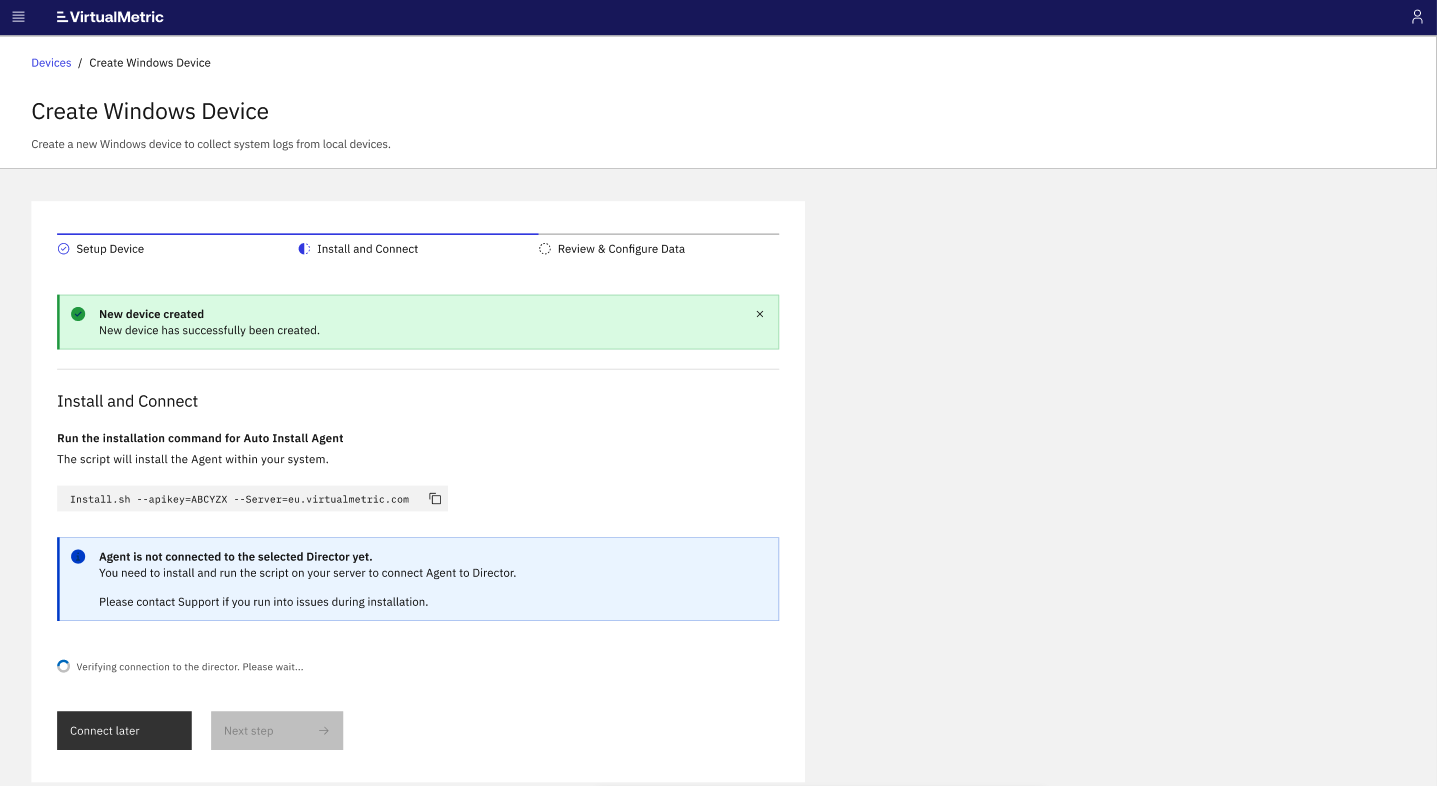 VirtualMetric
Devices / Create Windows Device
Create Windows Device
Create a new Windows device to collect system logs from local devices.
Setup Device
Install and Connect
Review & Configure Data
New device created
New device has successfully been created.
Install and Connect
Run the installation command for Auto Install Agent
The script will install the Agent within your system.
Install.sh --apikey=ABCYZX --Server=eu.virtualmetric.com
Agent is not connected to the selected Director yet.
You need to install and run the script on your server to connect Agent to Director.
Please contact Support if you run into issues during installation.
Verifying connection to the director. Please wait...
Connect later
Next step